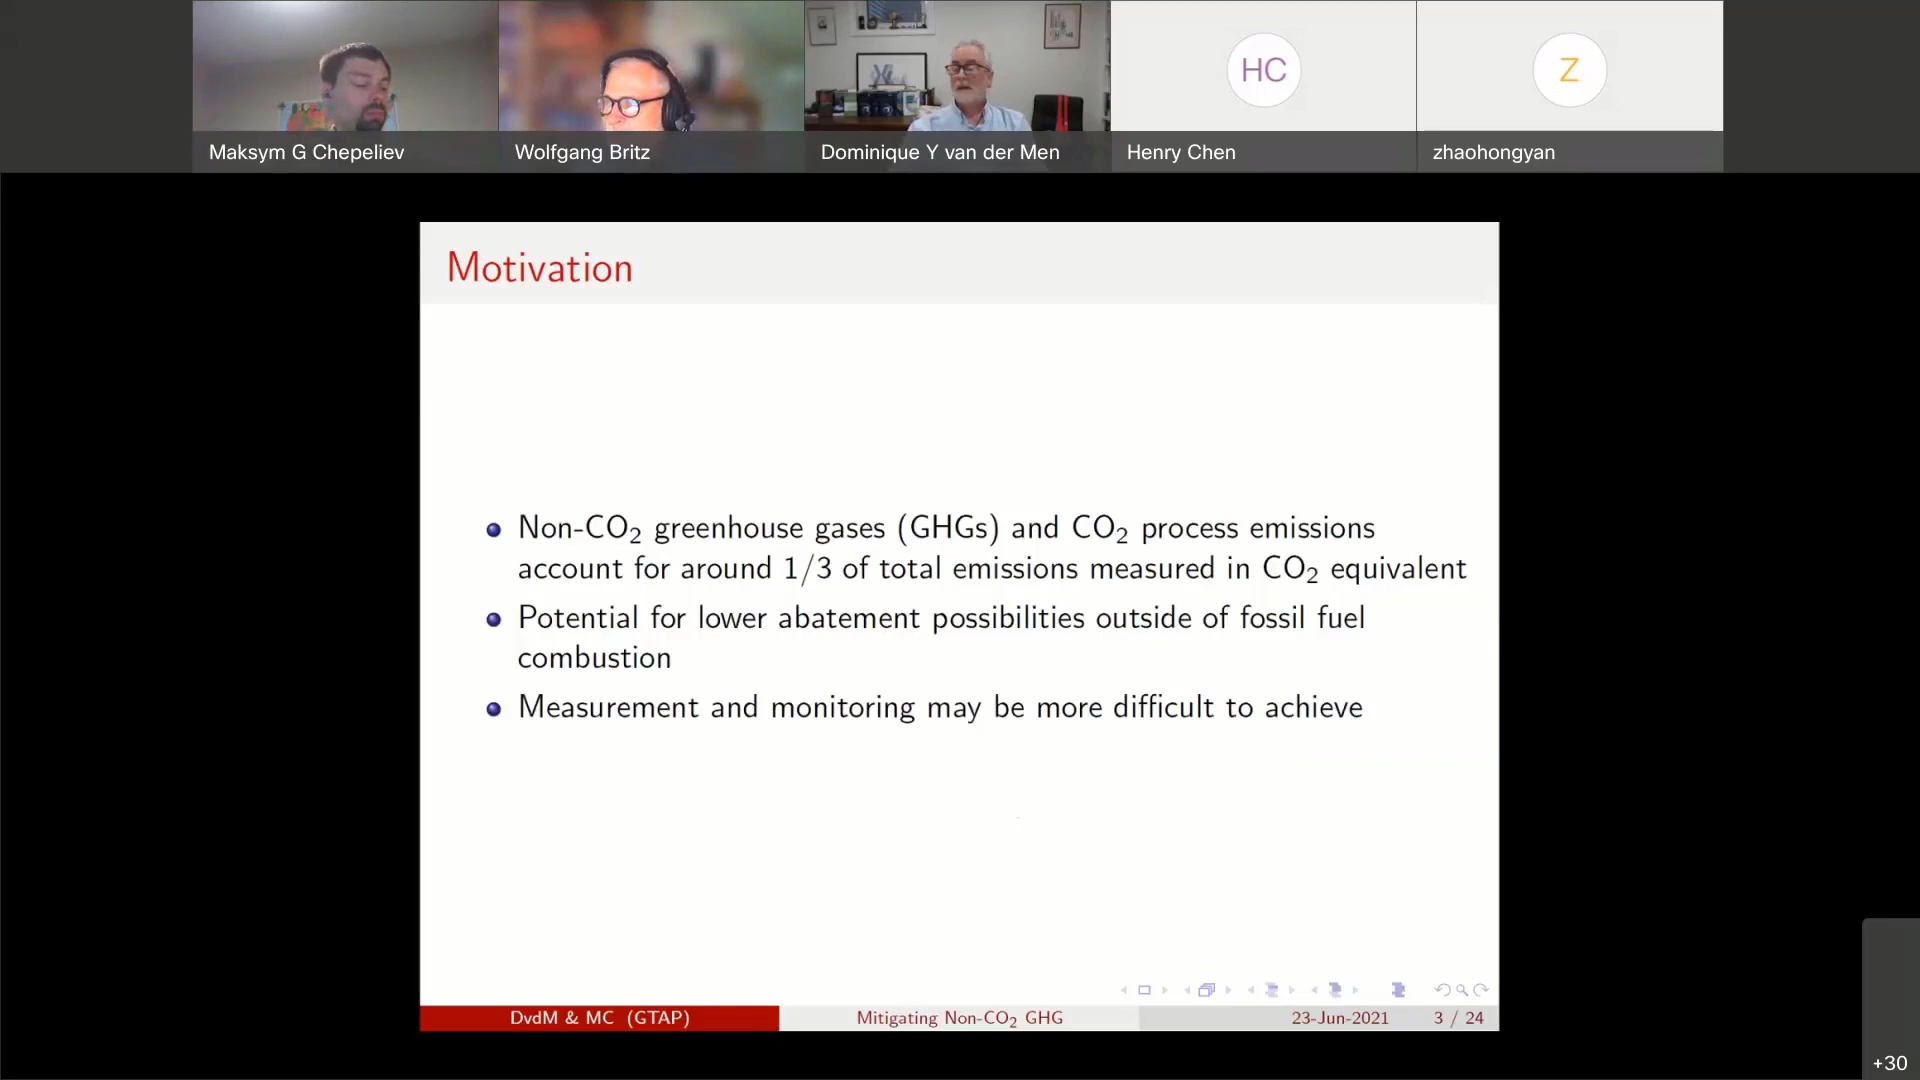 Maksym G Chepeliev
Wolfgang Britz
Dominique Y van der Men
HC
Henry Chen
Z
zhaohongyan
Motivation
Non-CO₂ greenhouse gases (GHGs) and CO₂ process emissions
account for around 1/3 of total emissions measured in CO₂ equivalent
Potential for lower abatement possibilities outside of fossil fuel
combustion
Measurement and monitoring may be more difficult to achieve
DvdM & MC (GTAP)
Mitigating Non-CO₂ GHG
23-Jun-2021
3 / 24
+30